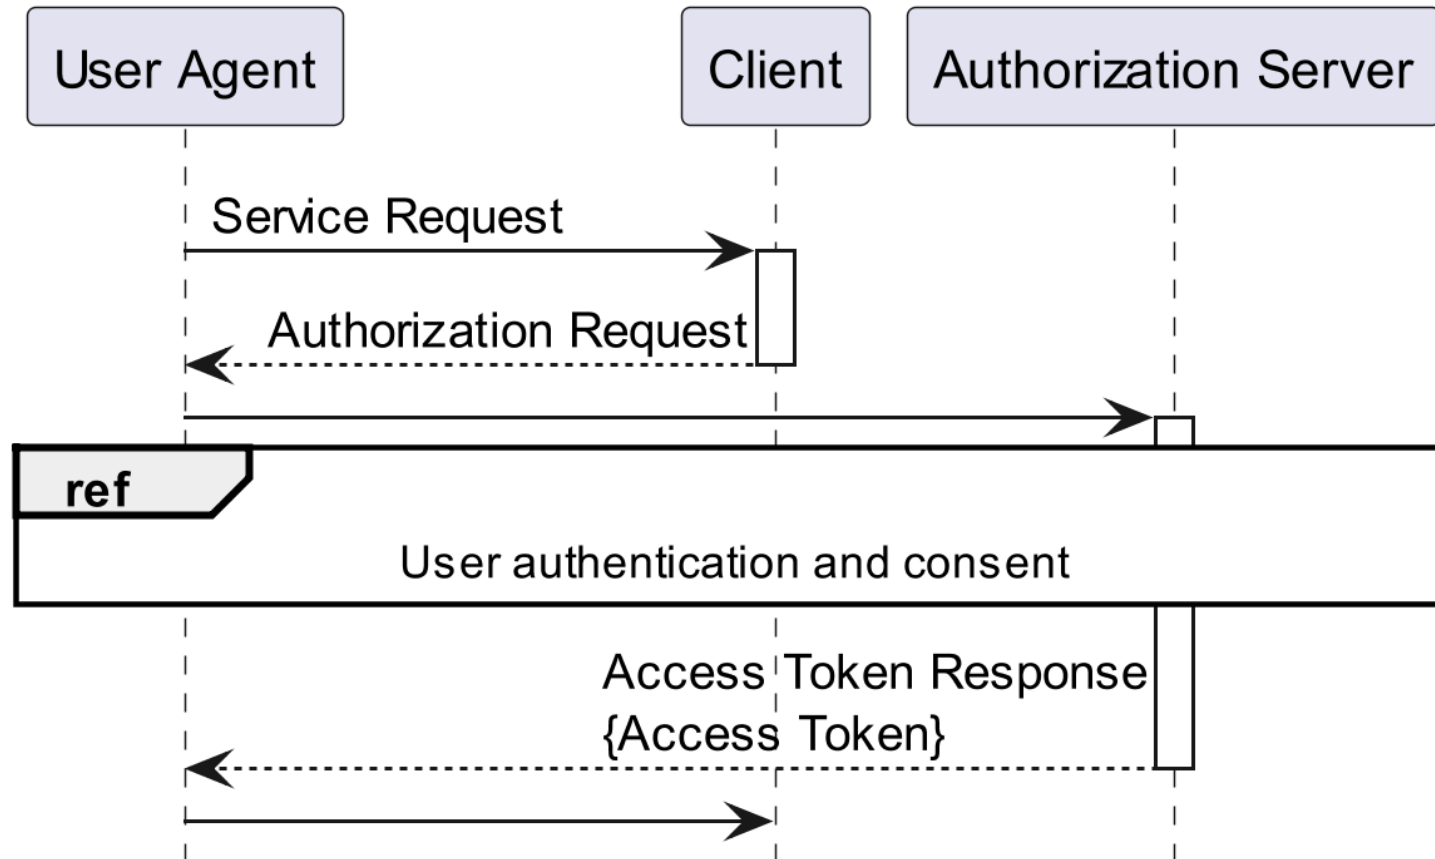 User Agent
Client
Authorization Server
Service Request
Authorization Request
ref
User authentication and consent
Access Token Response
{Access Token}